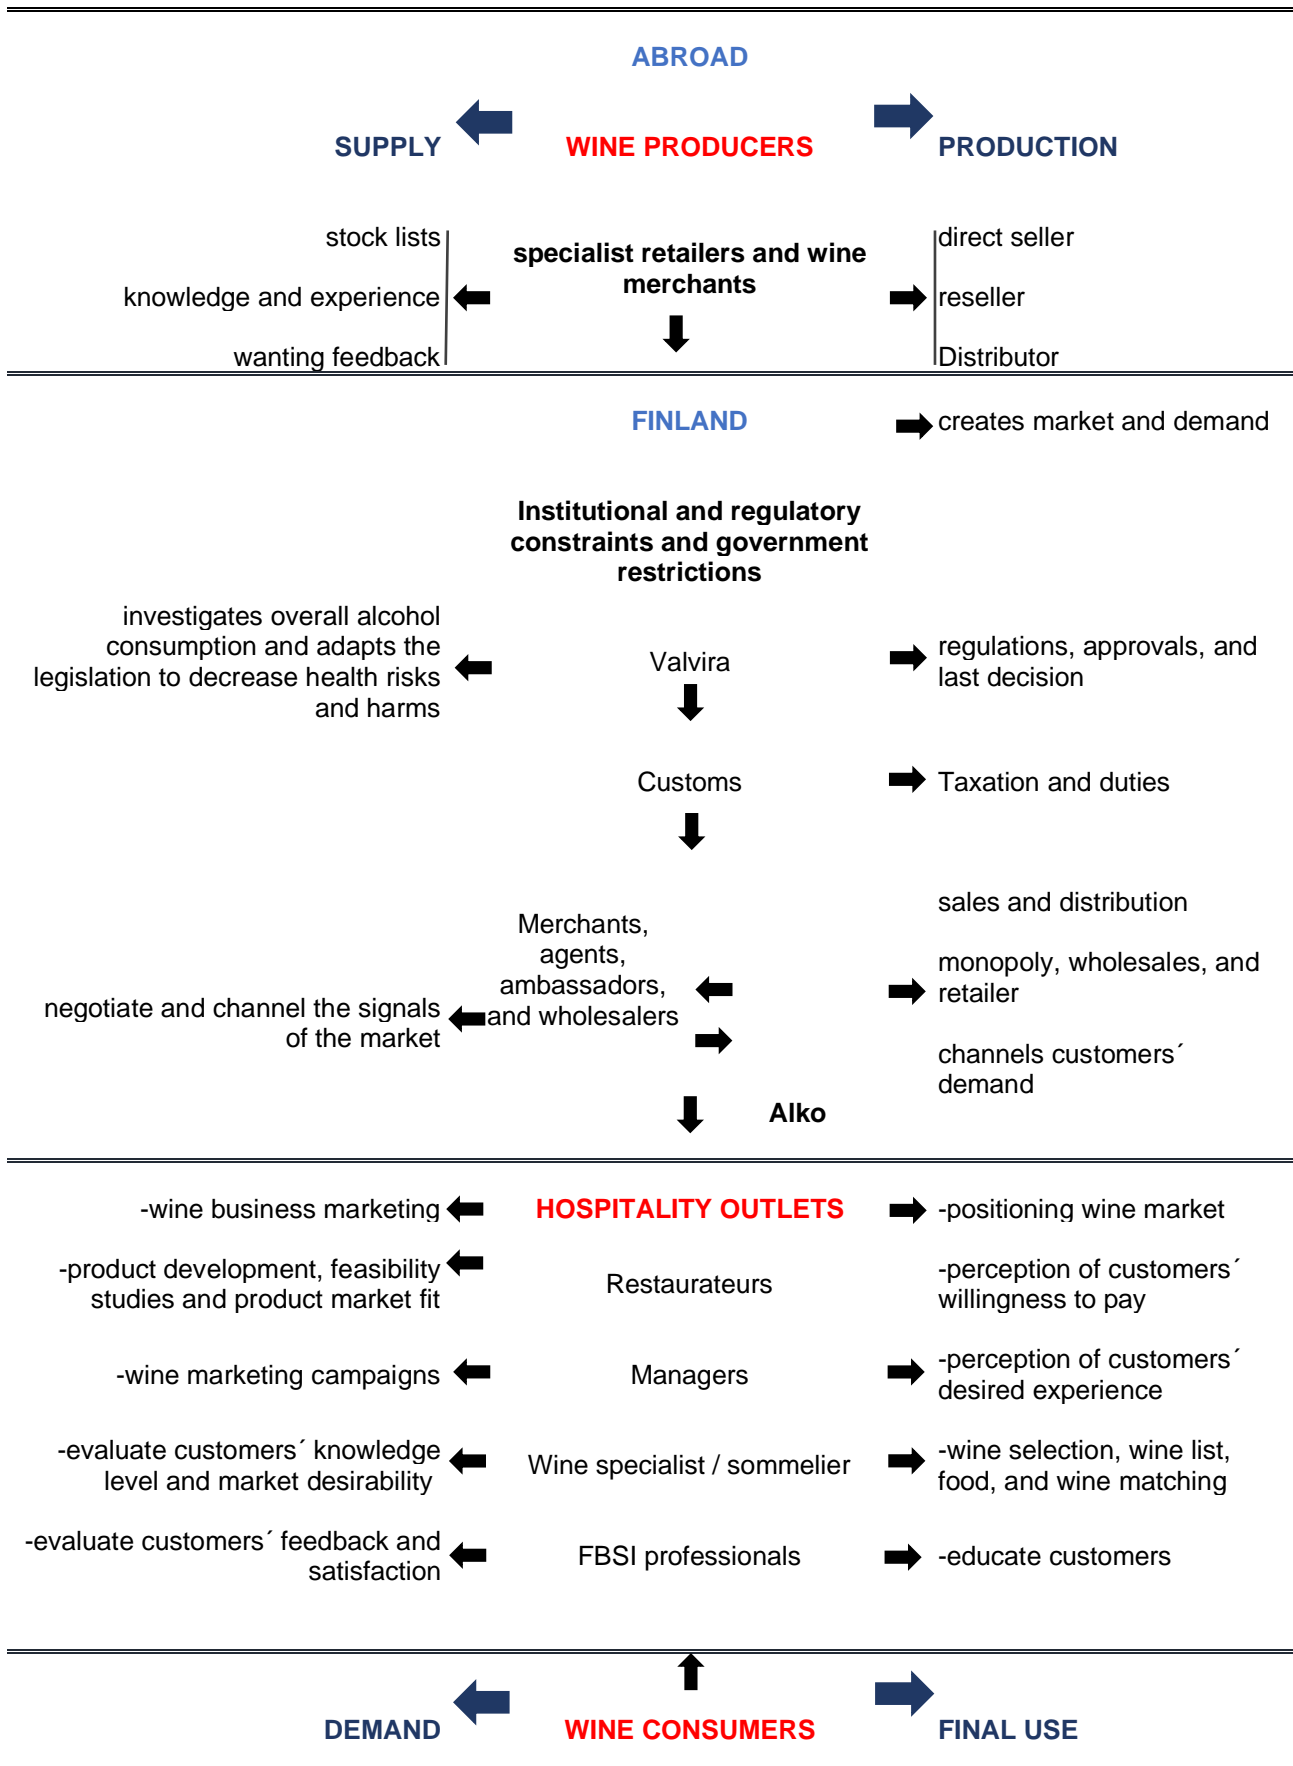 ABROAD
SUPPLY
WINE PRODUCERS
PRODUCTION
stock lists
knowledge and experience
wanting feedback
specialist retailers and wine
merchants
direct seller
reseller
Distributor
FINLAND
creates market and demand
Institutional and regulatory
constraints and government
restrictions
investigates overall alcohol
consumption and adapts the
legislation to decrease health risks
and harms
Valvira
regulations, approvals, and
last decision
Customs
Taxation and duties
negotiate and channel the signals
of the market
Merchants,
agents,
ambassadors,
and wholesalers
sales and distribution
monopoly, wholesales, and
retailer
channels customers´
demand
Alko
-wine business marketing
HOSPITALITY OUTLETS
-positioning wine market
-product development, feasibility
studies and product market fit
Restaurateurs
-perception of customers´
willingness to pay
-wine marketing campaigns
Managers
-perception of customers´
desired experience
-evaluate customers´ knowledge
level and market desirability
Wine specialist / sommelier
-wine selection, wine list,
food, and wine matching
-evaluate customers´ feedback and
satisfaction
FBSI professionals
-educate customers
DEMAND
WINE CONSUMERS
FINAL USE